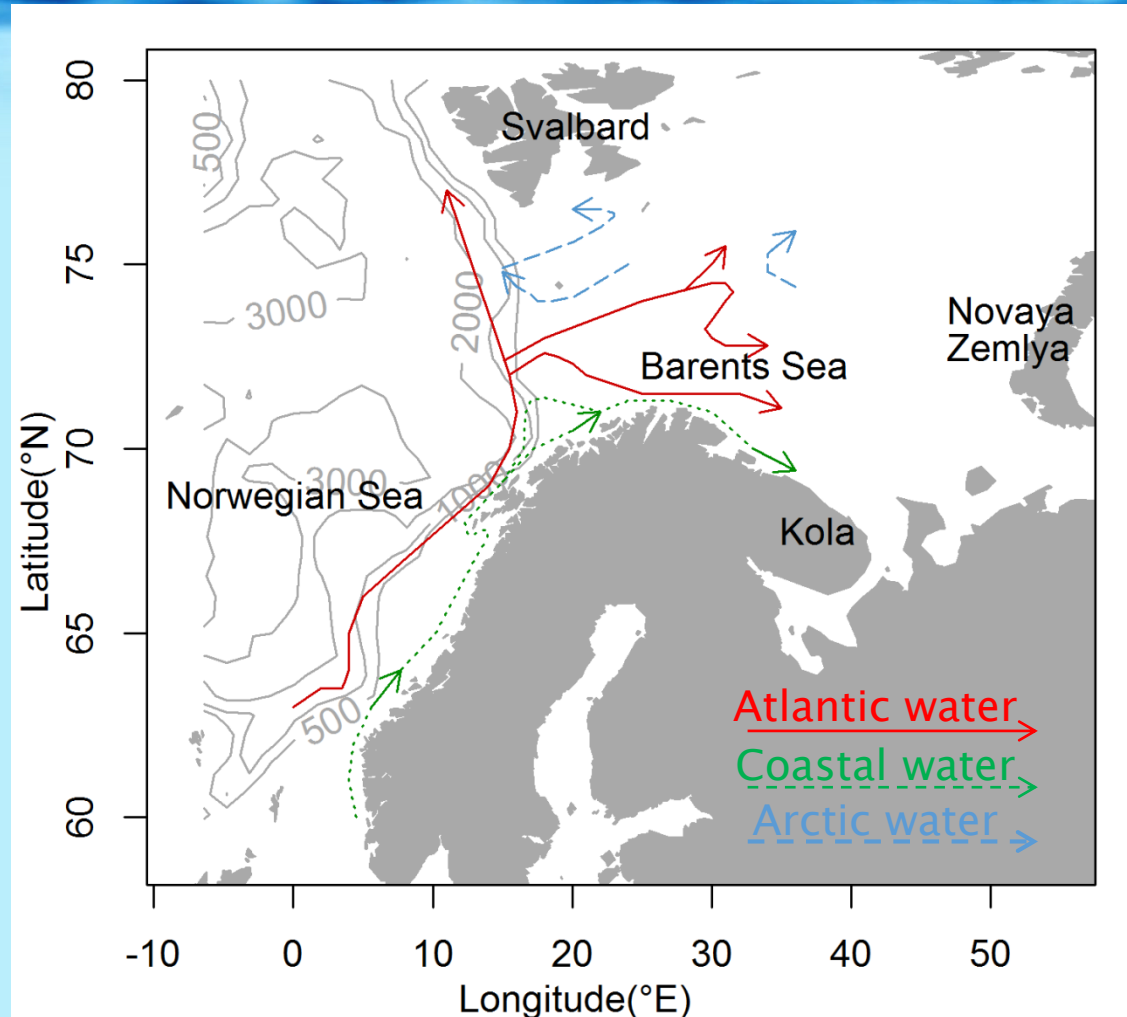 80
75
70
65
60
Latitude(°N)
-10
0
10
20
30
40
50
Longitude(°E)
Svalbard
500
3000
2000
Novaya
Zemlya
Barents Sea
3000
1000
Norwegian Sea
Kola
500
Atlantic water
Coastal water
Arctic water